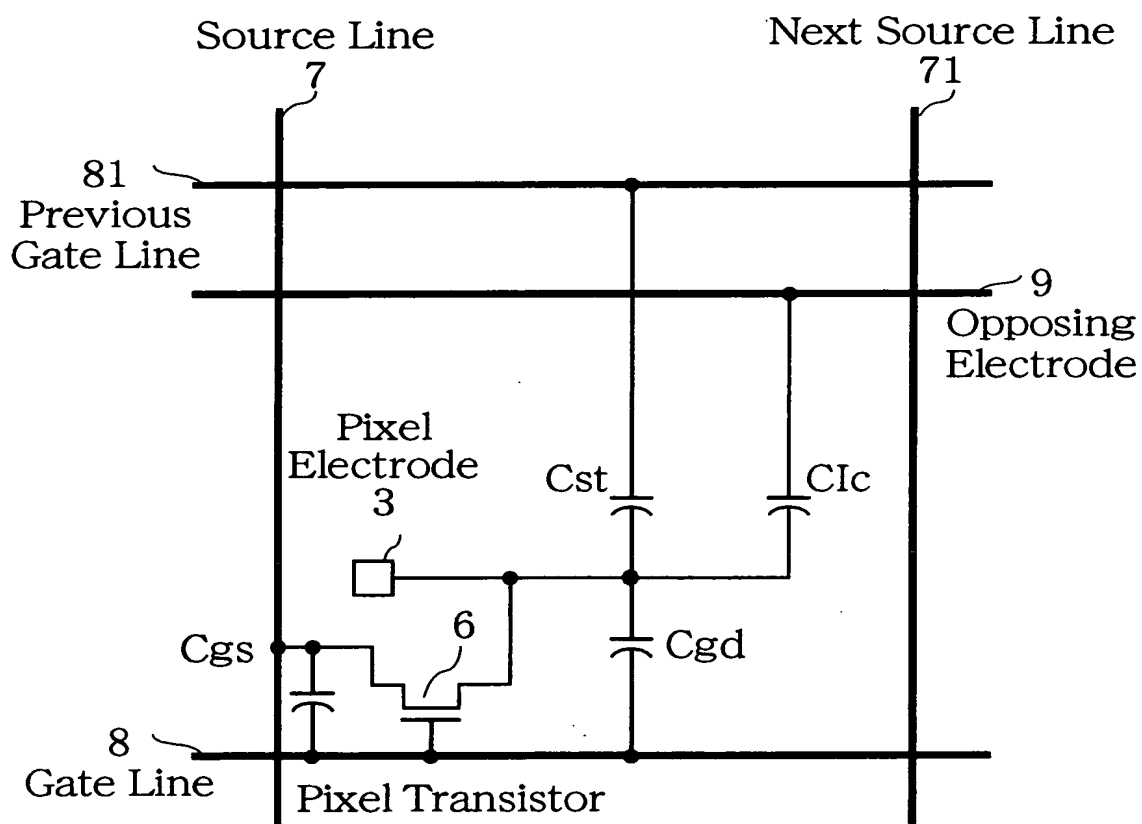 Source Line
7
Next Source Line
71
81
Previous
Gate Line
9
Opposing
Electrode
Pixel
Electrode
3
Cst
CIc
Cgs
6
Cgd
8
Gate Line
Pixel Transistor